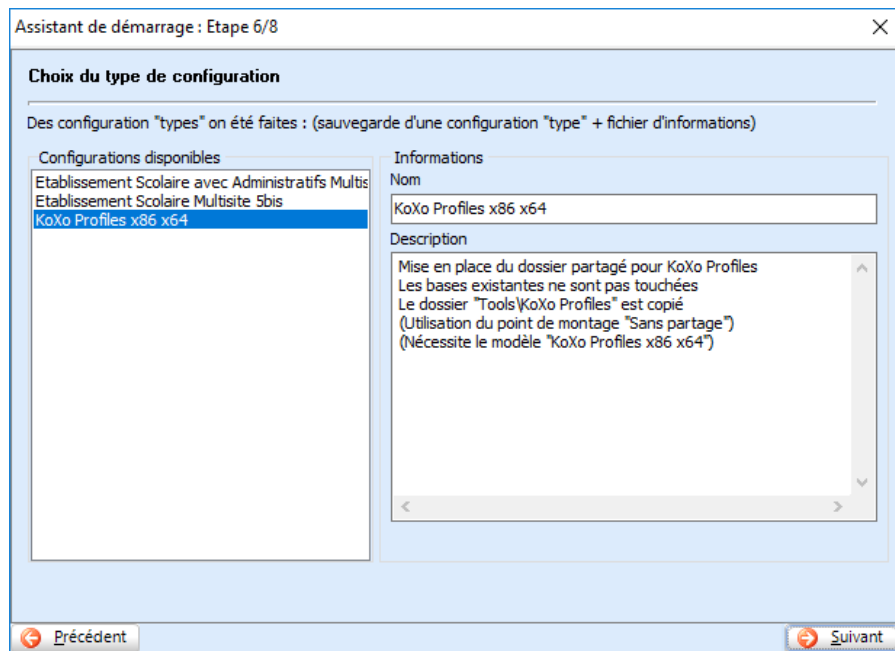 Assistant de démarrage : Etape 6/8
Choix du type de configuration
Des configuration "types" on été faites : (sauvegarde d'une configuration "type" + fichier d'informations)
Configurations disponibles
Etablissement Scolaire avec Administratifs Multis
Etablissement Scolaire Multisite 5bis
KoXo Profiles x86 x64
Informations
Nom
KoXo Profiles x86 x64
Description
Mise en place du dossier partagé pour KoXo Profiles
Les bases existantes ne sont pas touchées
Le dossier "Tools\KoXo Profiles" est copié
(Utilisation du point de montage "Sans partage")
(Nécessite le modèle "KoXo Profiles x86 x64")
Précédent
Suivant